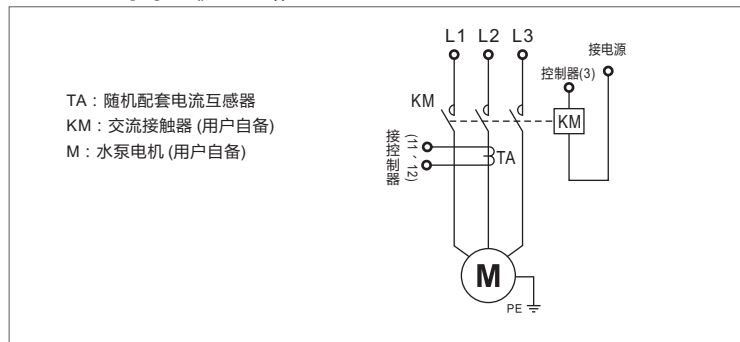 TA：随机配套电流互感器
KM：交流接触器 (用户自备)
M：水泵电机 (用户自备)
L1 L2 L3
接电源
控制器(3)
KM
KM
接控制器
(11、12)
TA
M
PE